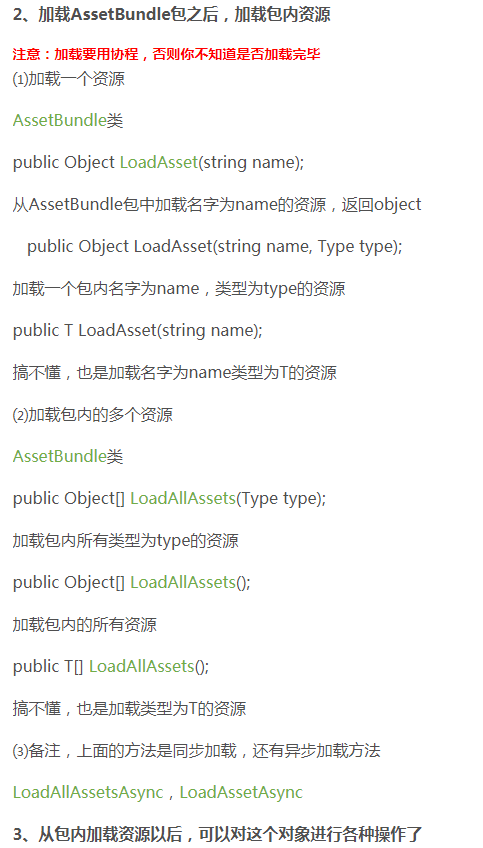 2、加载AssetBundle包之后，加载包内资源
注意：加载要用协程，否则你不知道是否加载完毕
⑴加载一个资源
AssetBundle类
public Object LoadAsset(string name);
从AssetBundle包中加载名字为name的资源，返回object
public Object LoadAsset(string name, Type type);
加载一个包内名字为name，类型为type的资源
public T LoadAsset(string name);
搞不懂，也是加载名字为name类型为T的资源
⑵加载包内的多个资源
AssetBundle类
public Object[] LoadAllAssets(Type type);
加载包内所有类型为type的资源
public Object[] LoadAllAssets();
加载包内的所有资源
public T[] LoadAllAssets();
搞不懂，也是加载类型为T的资源
⑶备注，上面的方法是同步加载，还有异步加载方法
LoadAllAssetsAsync，LoadAssetAsync
3、从包内加载资源以后，可以对这个对象进行各种操作了